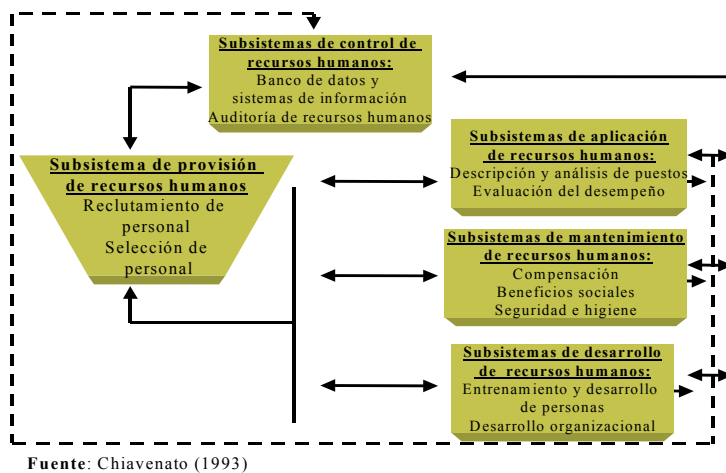 Subsistemas de control de
recursos humanos:
Banco de datos y
sistemas de información
Auditoría de recursos humanos
Subsistema de provisión
de recursos humanos
Reclutamiento de
personal
Selección de
personal
Subsistemas de aplicación
de recursos humanos:
Descripción y análisis de puestos
Evaluación del desempeño
Subsistemas de mantenimiento
de recursos humanos:
Compensación
Beneficios sociales
Seguridad e higiene
Subsistemas de desarrollo
de recursos humanos:
Entrenamiento y desarrollo
de personas
Desarrollo organizacional
Fuente: Chiavenato (1993)